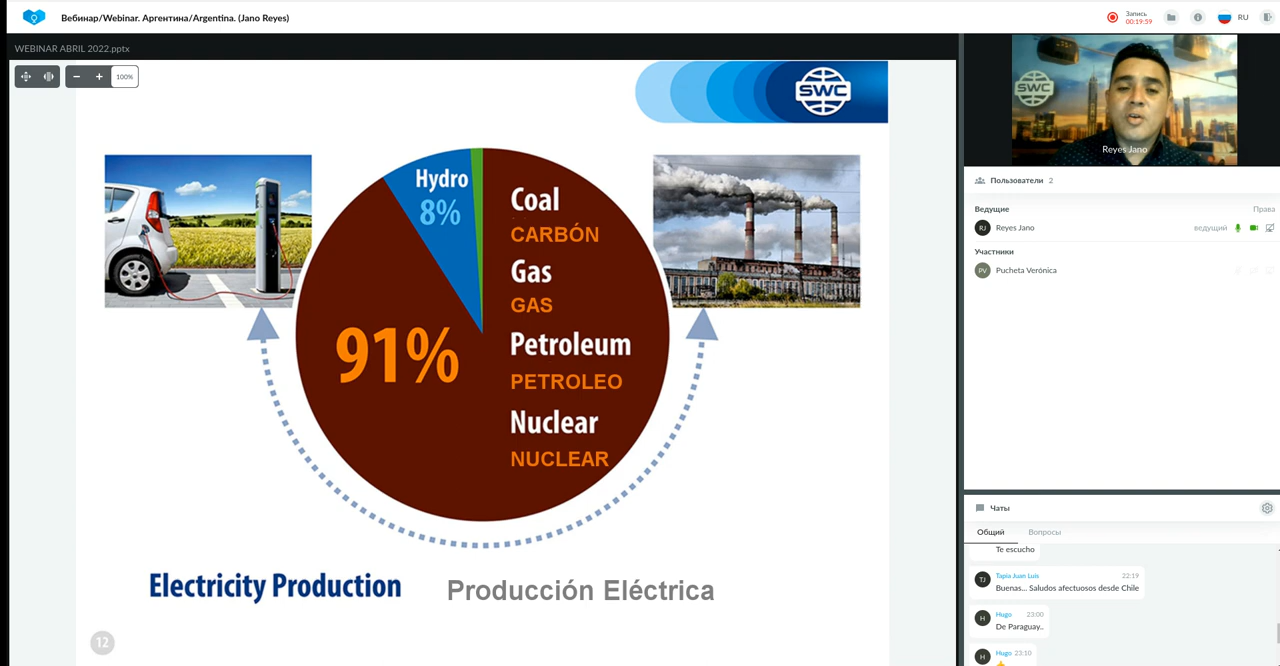 Вебинар/Webinar. Аргентина/Argentina. (Jano Reyes)
Запись
00:19:59
RU
WEBINAR ABRIL 2022.pptx
100%
SWC
Hydro
8%
91%
Coal
CARBÓN
Gas
GAS
Petroleum
PETROLEO
Nuclear
NUCLEAR
Electricity Production
Producción Eléctrica
12
SWC
Reyes Jano
Пользователи 2
Ведущие Права
RJ Reyes Jano ведущий
Участники
PV Pucheta Verónica
Чаты
Общий Вопросы
Te escucho
TJ Tapia Juan Luis 22:19
Buenas... Saludos afectuosos desde Chile
H Hugo 23:00
De Paraguay..
H Hugo 23:10